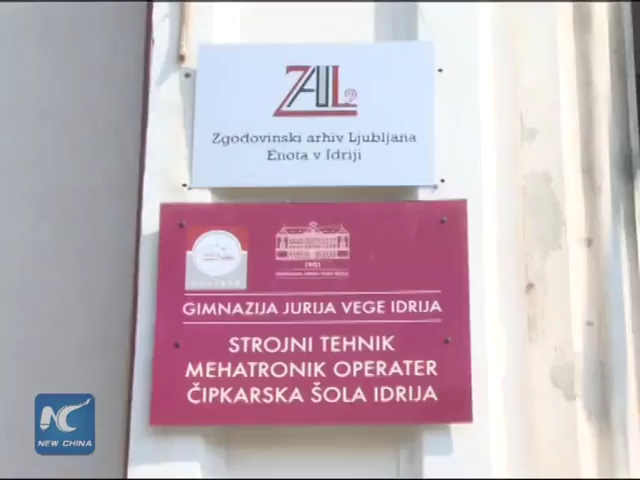 ZAL
Zgodovinski arhiv Ljubljana
Enota v Idriji
1901
GIMNAZIJA JURIJA VEGE IDRIJA
STROJNI TEHNIK
MEHATRONIK OPERATER
ČIPKARSKA ŠOLA IDRIJA
NEW CHINA